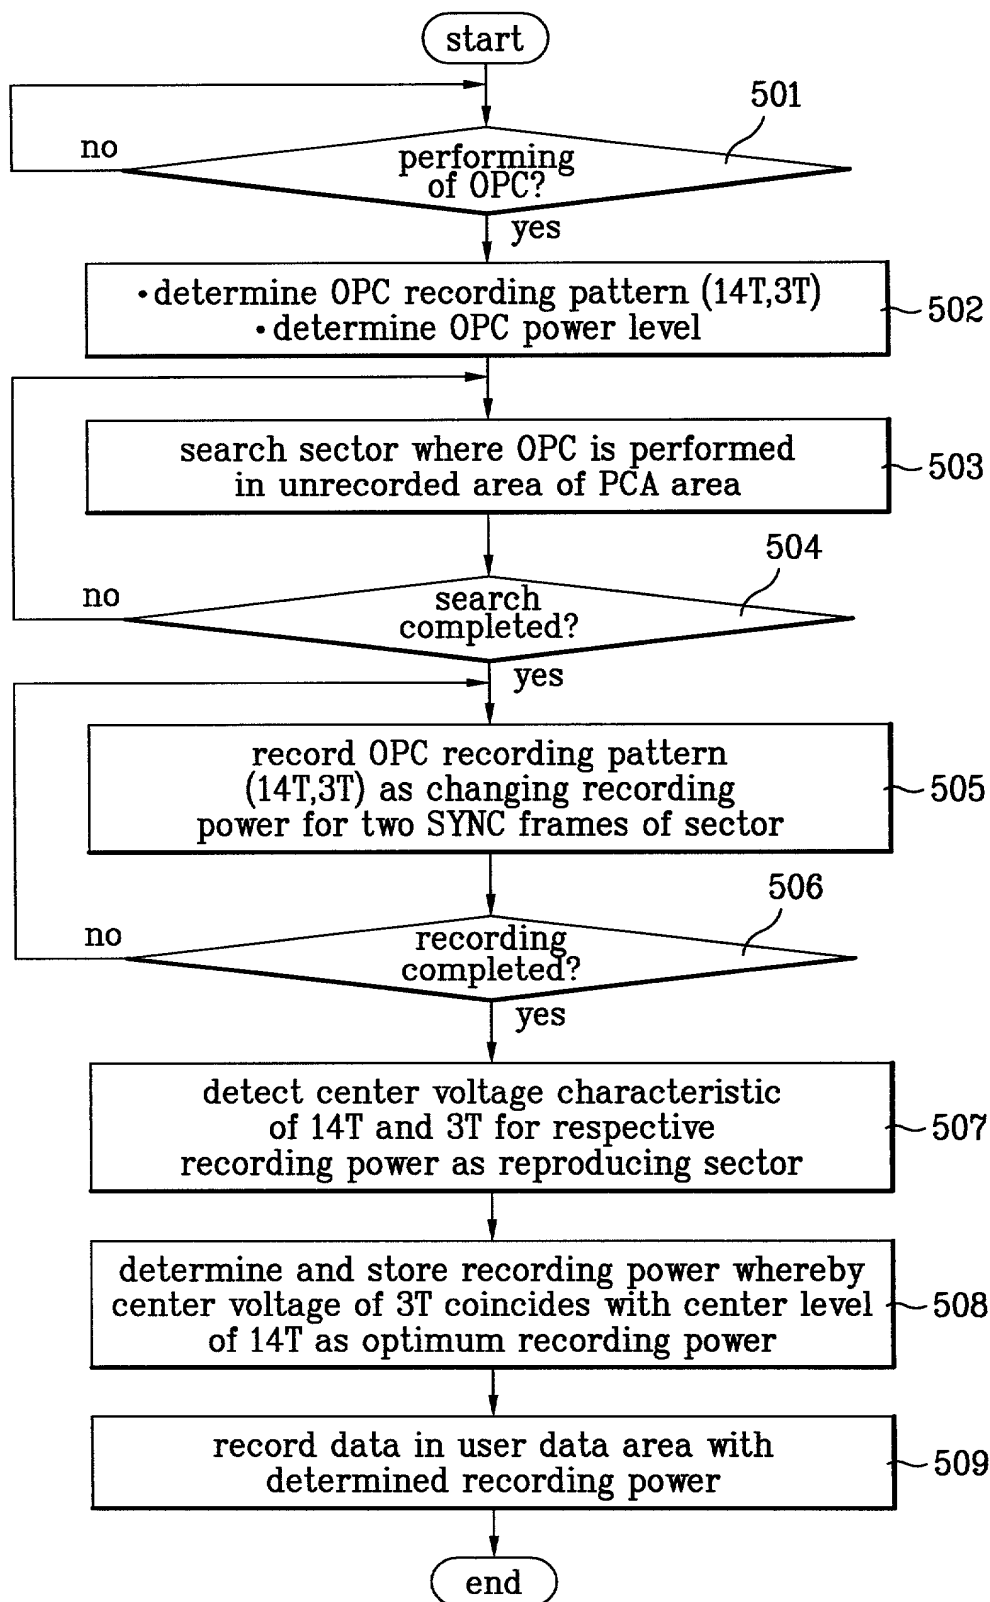 start
501
no
performing
of OPC?
yes
•determine OPC recording pattern (14T,3T)
•determine OPC power level
502
search sector where OPC is performed
in unrecorded area of PCA area
503
504
no
search
completed?
yes
record OPC recording pattern
(14T,3T) as changing recording
power for two SYNC frames of sector
505
506
no
recording
completed?
yes
detect center voltage characteristic
of 14T and 3T for respective
recording power as reproducing sector
507
determine and store recording power whereby
center voltage of 3T coincides with center level
of 14T as optimum recording power
508
record data in user data area with
determined recording power
509
end